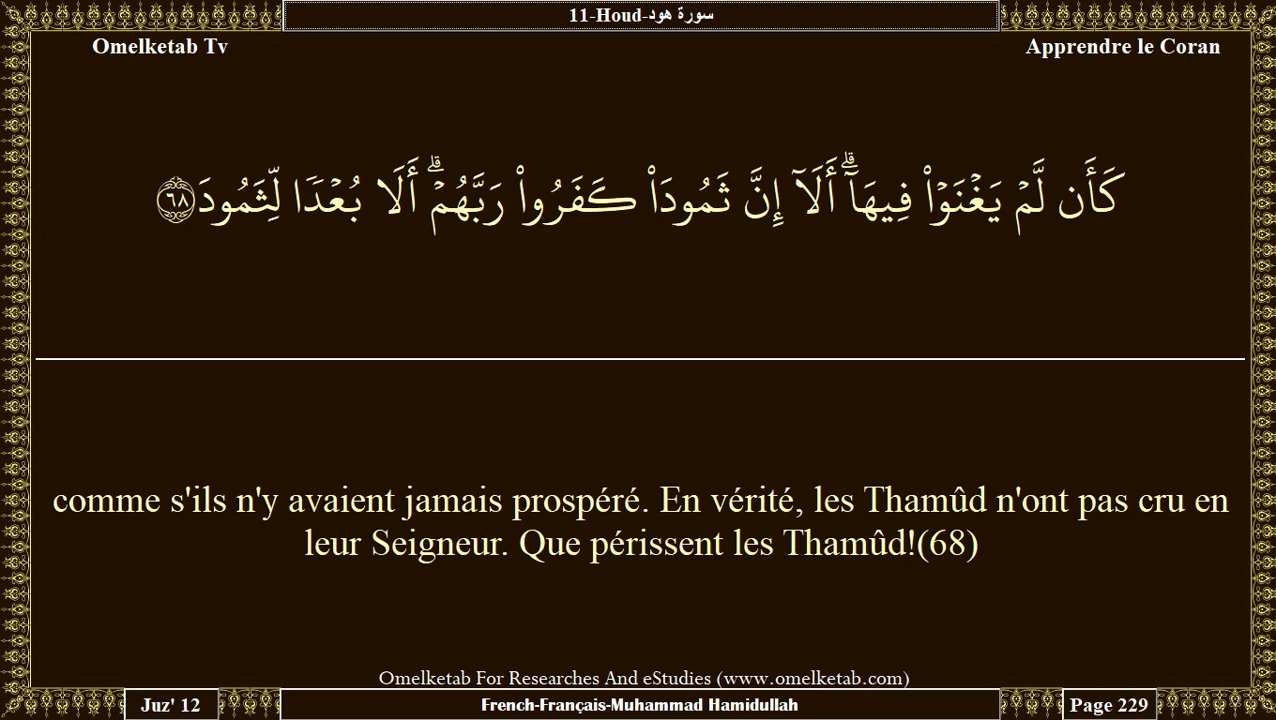 11-Houd-سورة هود
Omelketab Tv
Apprendre le Coran
كَأَن لَّمۡ يَغۡنَوۡاْ فِيهَآۗ أَلَآ إِنَّ ثَمُودَاْ كَفَرُواْ رَبَّهُمۡۗ أَلَا بُعۡدٗا لِّثَمُودَ ٦٨
comme s'ils n'y avaient jamais prospéré. En vérité, les Thamûd n'ont pas cru en
leur Seigneur. Que périssent les Thamûd!(68)
Omelketab For Researches And eStudies (www.omelketab.com)
Juz' 12
French-Français-Muhammad Hamidullah
Page 229